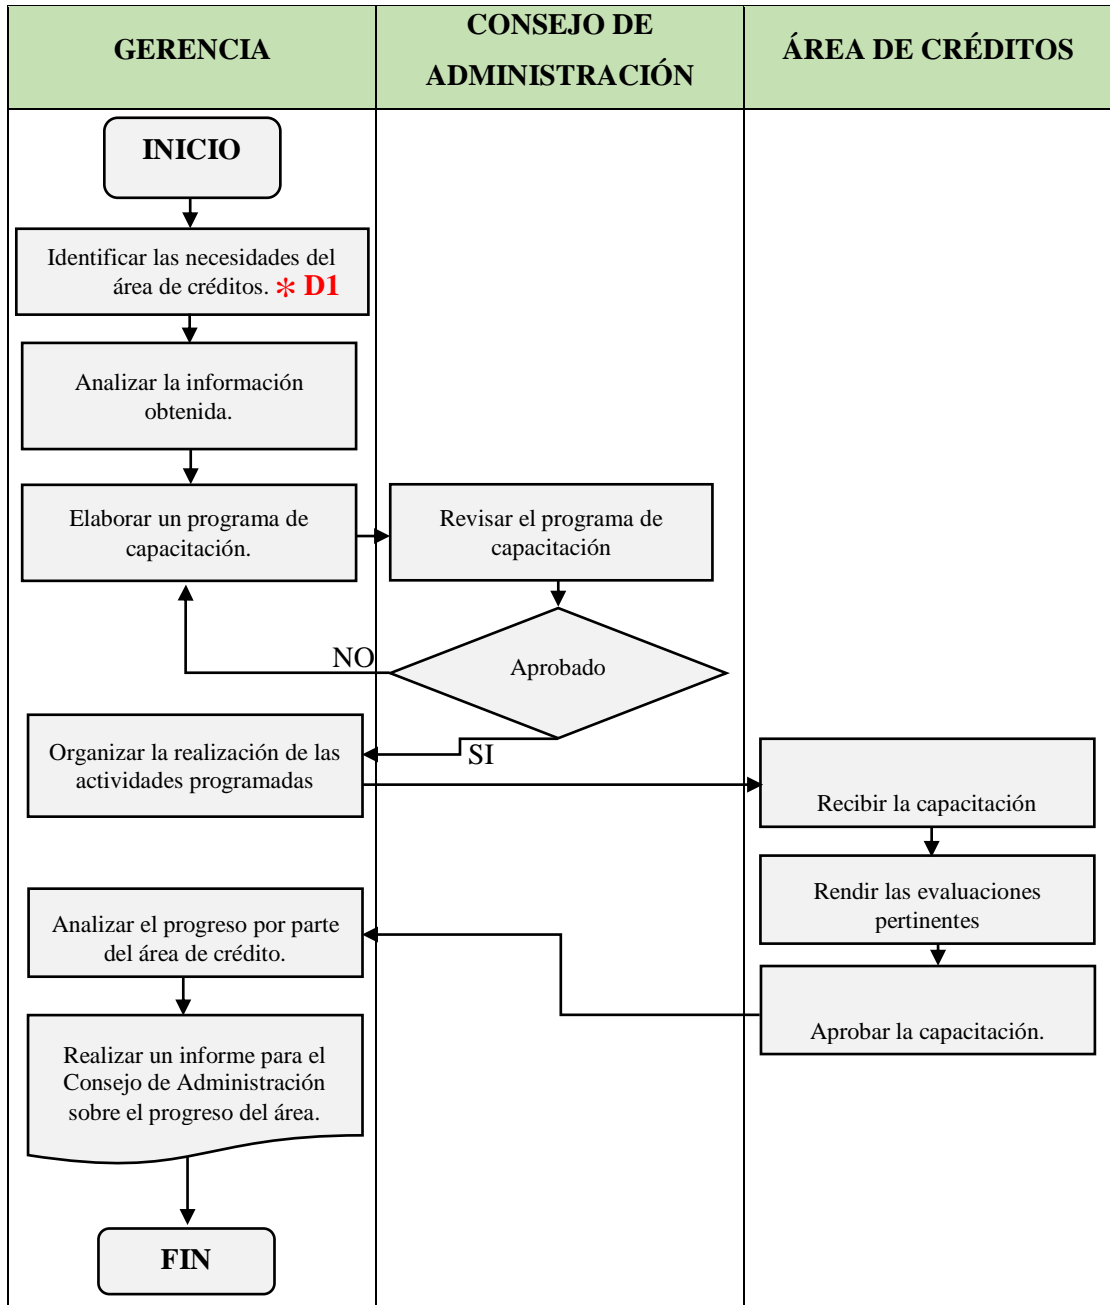 GERENCIA
CONSEJO DE
ADMINISTRACIÓN
ÁREA DE CRÉDITOS
INICIO
Identificar las necesidades del
área de créditos. * D1
Analizar la información
obtenida.
Elaborar un programa de
capacitación.
Revisar el programa de
capacitación
Aprobado
NO
SI
Organizar la realización de las
actividades programadas
Recibir la capacitación
Rendir las evaluaciones
pertinentes
Aprobar la capacitación.
Analizar el progreso por parte
del área de crédito.
Realizar un informe para el
Consejo de Administración
sobre el progreso del área.
FIN